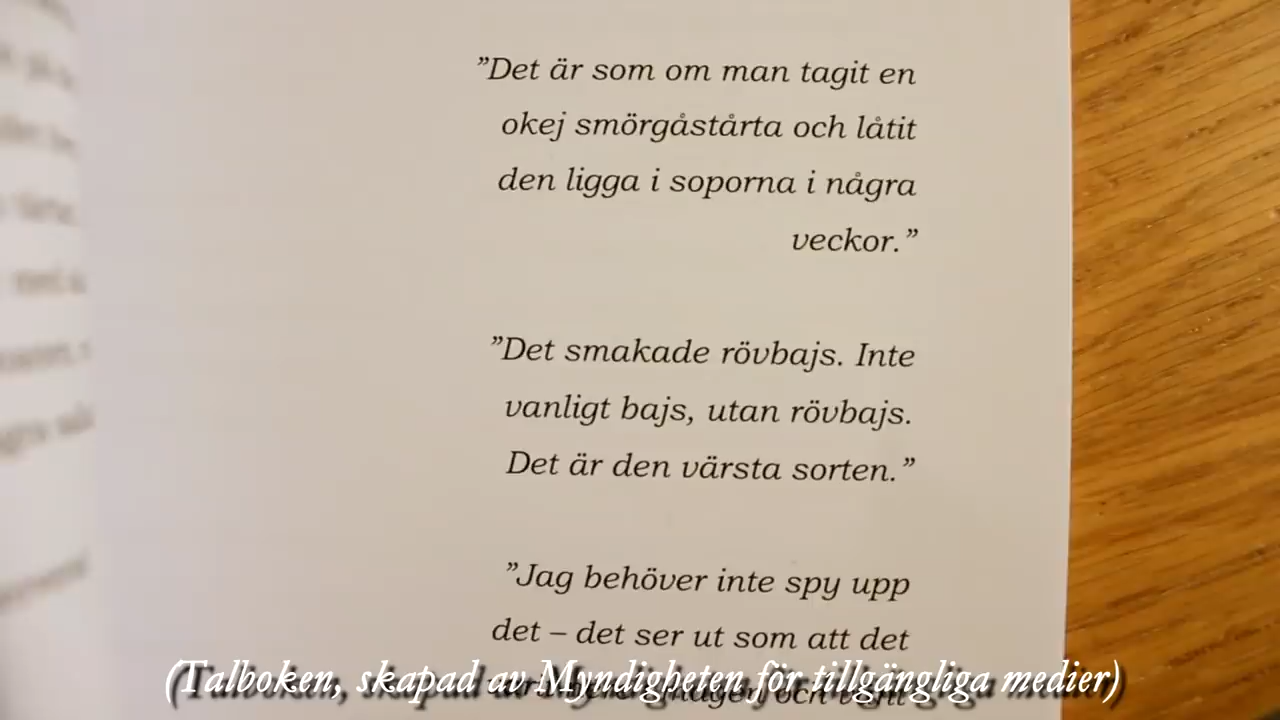 ”Det är som om man tagit en
okej smörgåstårta och låtit
den ligga i soporna i några
veckor.”
”Det smakade rövbajs. Inte
vanligt bajs, utan rövbajs.
Det är den värsta sorten.”
”Jag behöver inte spy upp
det – det ser ut som att det
(Talboken, skapad av Myndigheten för tillgängliga medier)